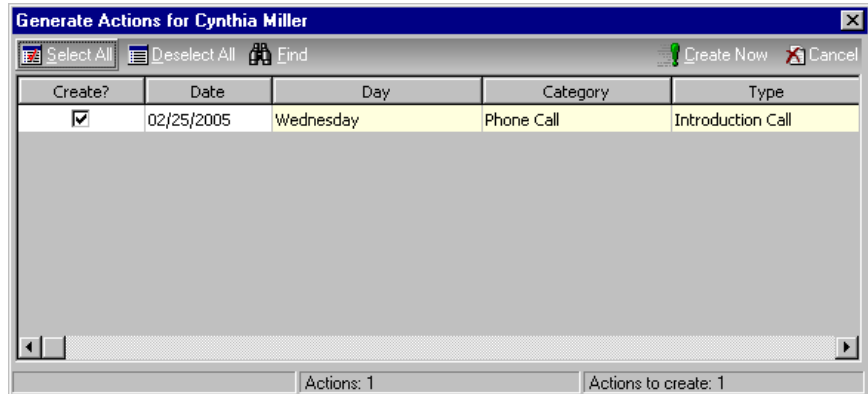 Generate Actions for Cynthia Miller
Select All Deselect All Find Create Now Cancel
Create? Date Day Category Type
02/25/2005 Wednesday Phone Call Introduction Call
Actions: 1 Actions to create: 1